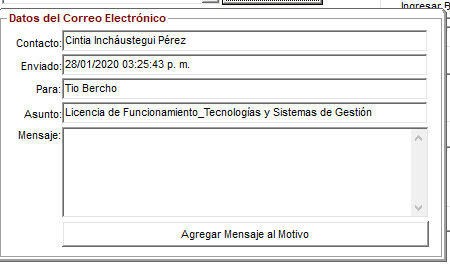 Ingresar B
Datos del Correo Electrónico
Contacto: Cintia Incháustegui Pérez
Enviado: 28/01/2020 03:25:43 p. m.
Para: Tio Bercho
Asunto: Licencia de Funcionamiento_Tecnologías y Sistemas de Gestión
Mensaje:
Agregar Mensaje al Motivo